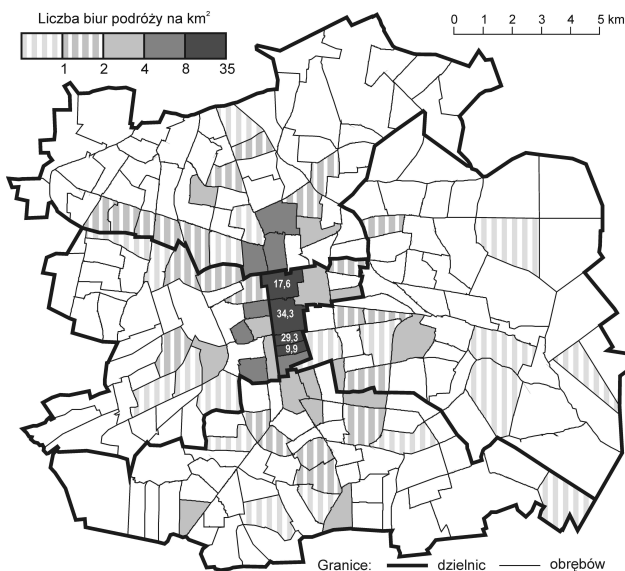 Liczba biur podróży na km²
1 2 4 8 35
0 1 2 3 4 5 km
17,6
34,3
29,3
9,9
Granice: dzielnic obrębów